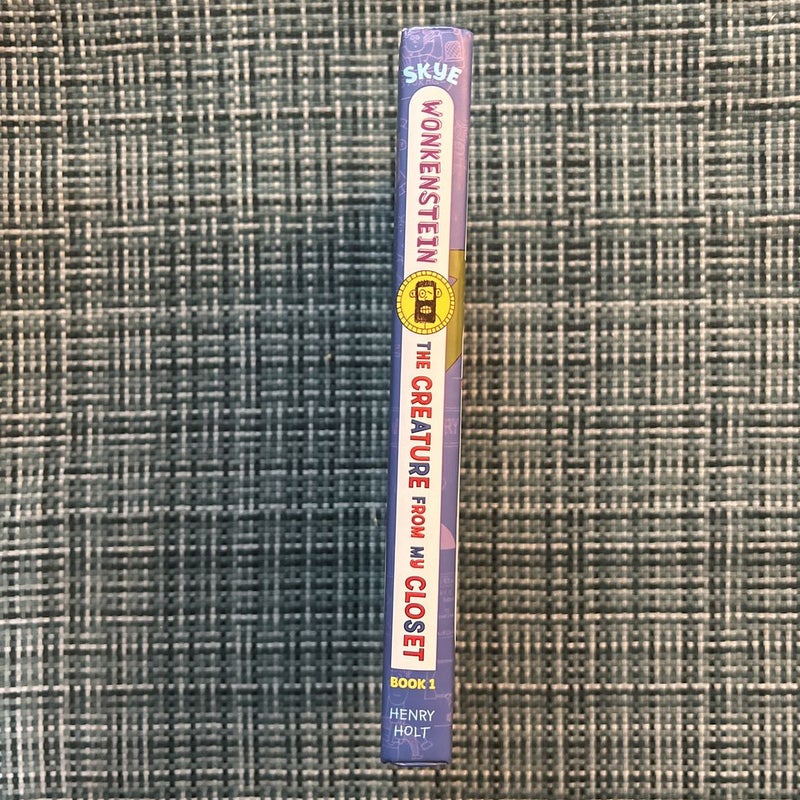 SKYE
WONKENSTEIN
THE CREATURE FROM MY CLOSET
BOOK 1
HENRY
HOLT